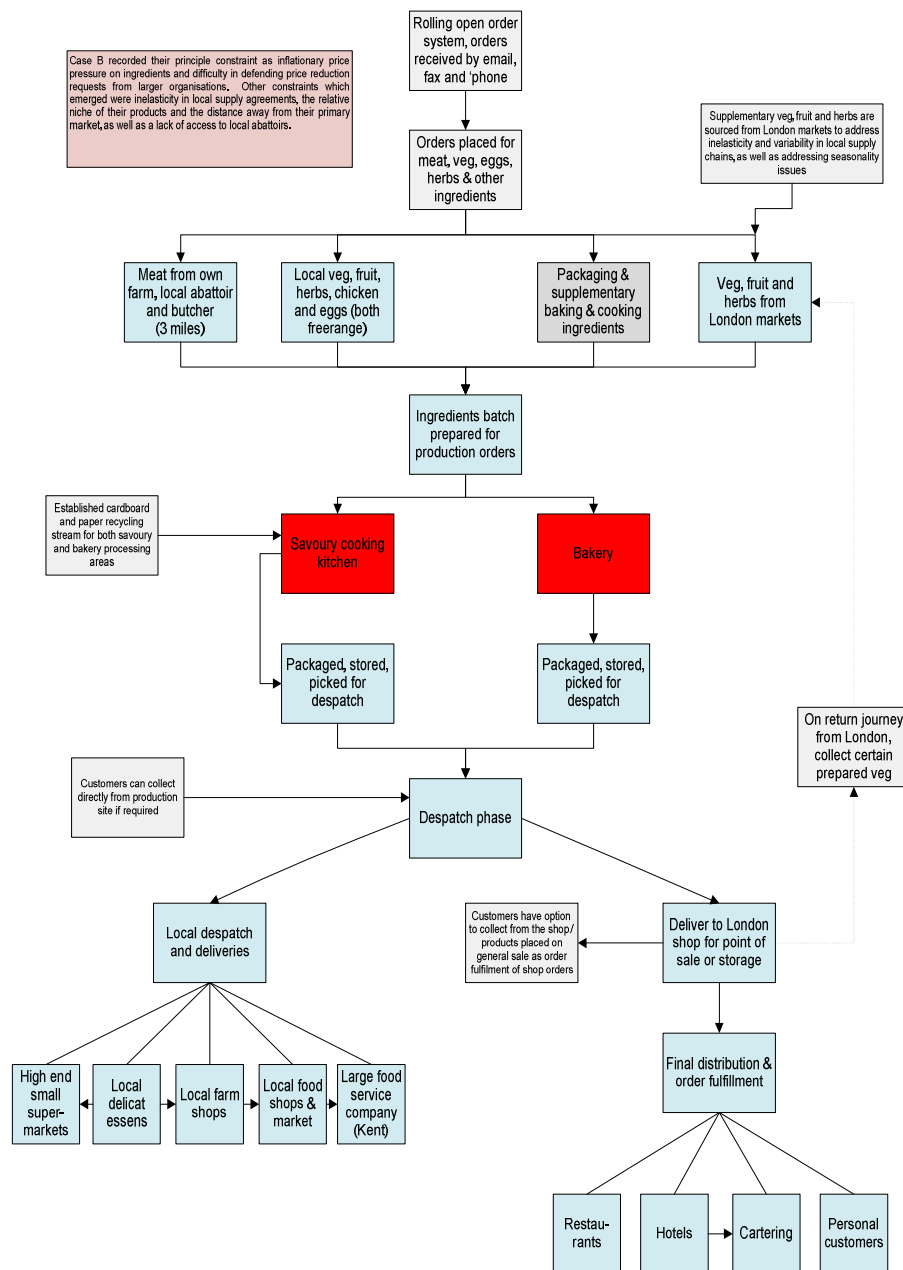 Rolling open order
system, orders
received by email,
fax and 'phone
Case B recorded their principle constraint as inflationary price
pressure on ingredients and difficulty in defending price reduction
requests from larger organisations. Other constraints which
emerged were inelasticity in local supply agreements, the relative
niche of their products and the distance away from their primary
market, as well as a lack of access to local abattoirs.
Supplementary veg, fruit and herbs are
sourced from London markets to address
inelasticity and variability in local supply
chains, as well as addressing seasonality
issues
Orders placed for
meat, veg, eggs,
herbs & other
ingredients
Meat from own
farm, local abattoir
and butcher
(3 miles)
Local veg, fruit,
herbs, chicken
and eggs (both
freerange)
Packaging &
supplementary
baking & cooking
ingredients
Veg, fruit and
herbs from
London markets
Ingredients batch
prepared for
production orders
Established cardboard
and paper recycling
stream for both savoury
and bakery processing
areas
Savoury cooking
kitchen
Bakery
Packaged, stored,
picked for
despatch
Packaged, stored,
picked for
despatch
On return journey
from London,
collect certain
prepared veg
Customers can collect
directly from production
site if required
Despatch phase
Local despatch
and deliveries
Customers have option
to collect from the shop/
products placed on
general sale as order
fulfilment of shop orders
Deliver to London
shop for point of
sale or storage
High end
small
super-
markets
Local
delicat
essens
Local farm
shops
Local food
shops &
market
Large food
service
company
(Kent)
Final distribution &
order fulfillment
Restau-
rants
Hotels
Cartering
Personal
customers